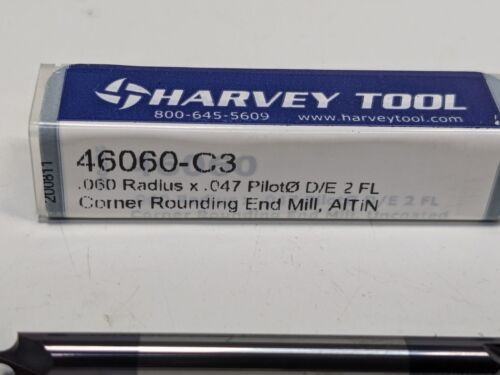 HARVEY TOOL
800-645-5609 www.harveytool.com
46060-C3
.060 Radius x .047 PilotØ D/E 2 FL
Corner Rounding End Mill, AlTiN
200811